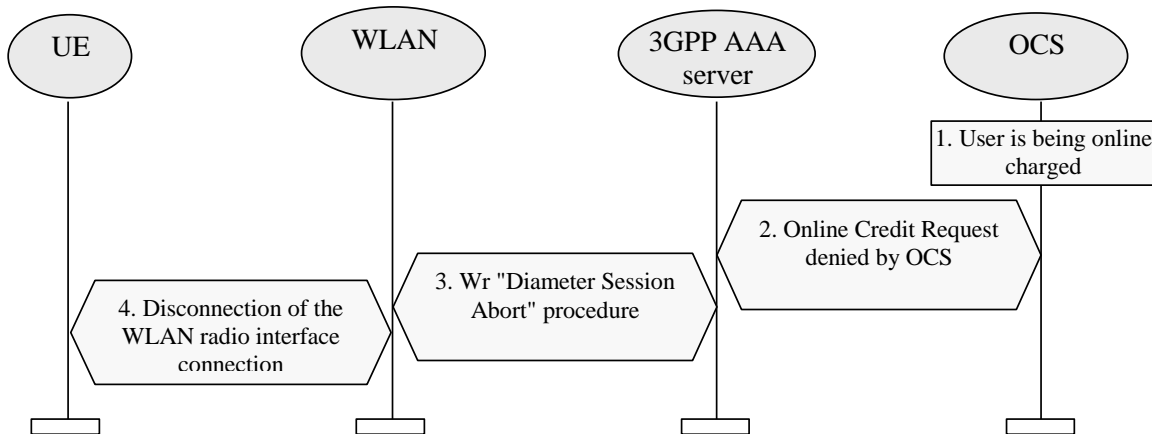 UE
WLAN
3GPP AAA
server
OCS
1. User is being online
charged
2. Online Credit Request
denied by OCS
3. Wr "Diameter Session
Abort" procedure
4. Disconnection of the
WLAN radio interface
connection